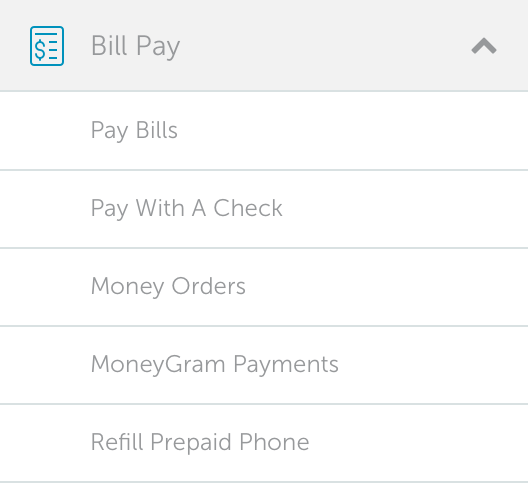 Bill Pay
Pay Bills
Pay With A Check
Money Orders
MoneyGram Payments
Refill Prepaid Phone